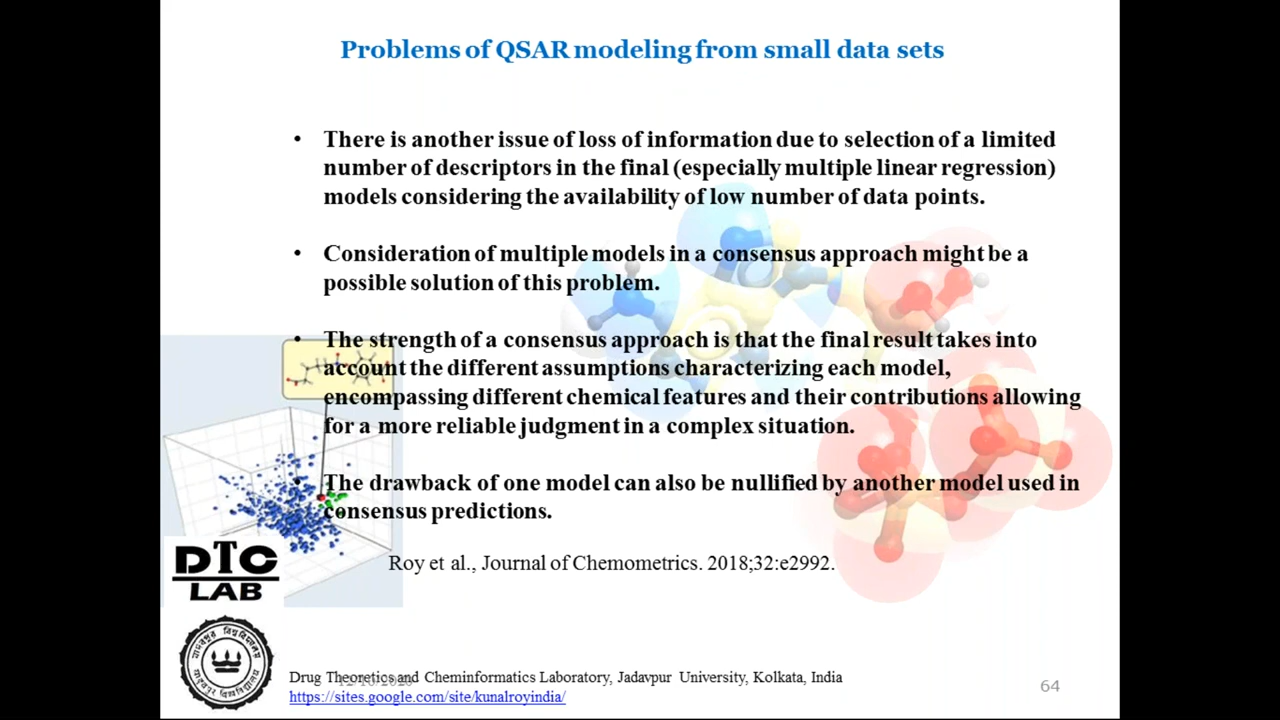 Problems of QSAR modeling from small data sets
• There is another issue of loss of information due to selection of a limited
number of descriptors in the final (especially multiple linear regression)
models considering the availability of low number of data points.
• Consideration of multiple models in a consensus approach might be a
possible solution of this problem.
• The strength of a consensus approach is that the final result takes into
account the different assumptions characterizing each model,
encompassing different chemical features and their contributions allowing
for a more reliable judgment in a complex situation.
• The drawback of one model can also be nullified by another model used in
consensus predictions.
Roy et al., Journal of Chemometrics. 2018;32:e2992.
DTC
LAB
Drug Theoretics and Cheminformatics Laboratory, Jadavpur University, Kolkata, India
https://sites.google.com/site/kunalroyindia/
64